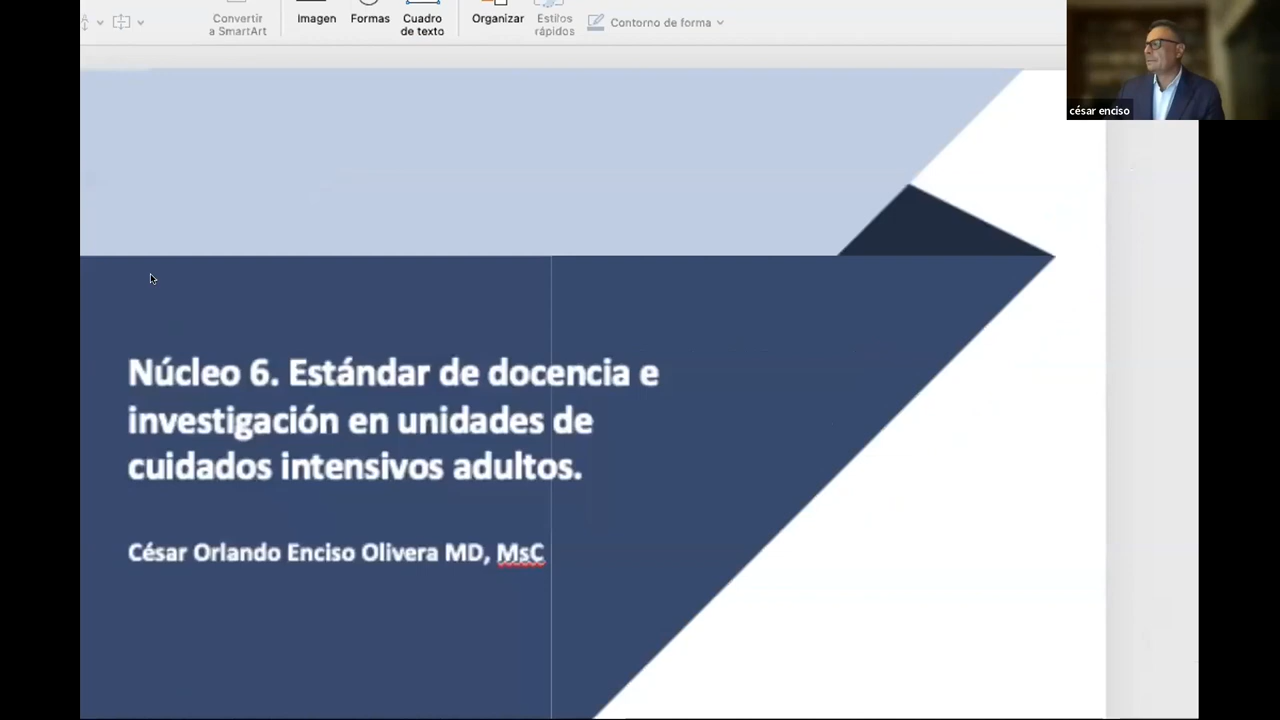 Convertir
a SmartArt
Imagen
Formas
Cuadro
de texto
Organizar
Estilos
rápidos
Contorno de forma
césar enciso
Núcleo 6. Estándar de docencia e
investigación en unidades de
cuidados intensivos adultos.
César Orlando Enciso Olivera MD, MsC